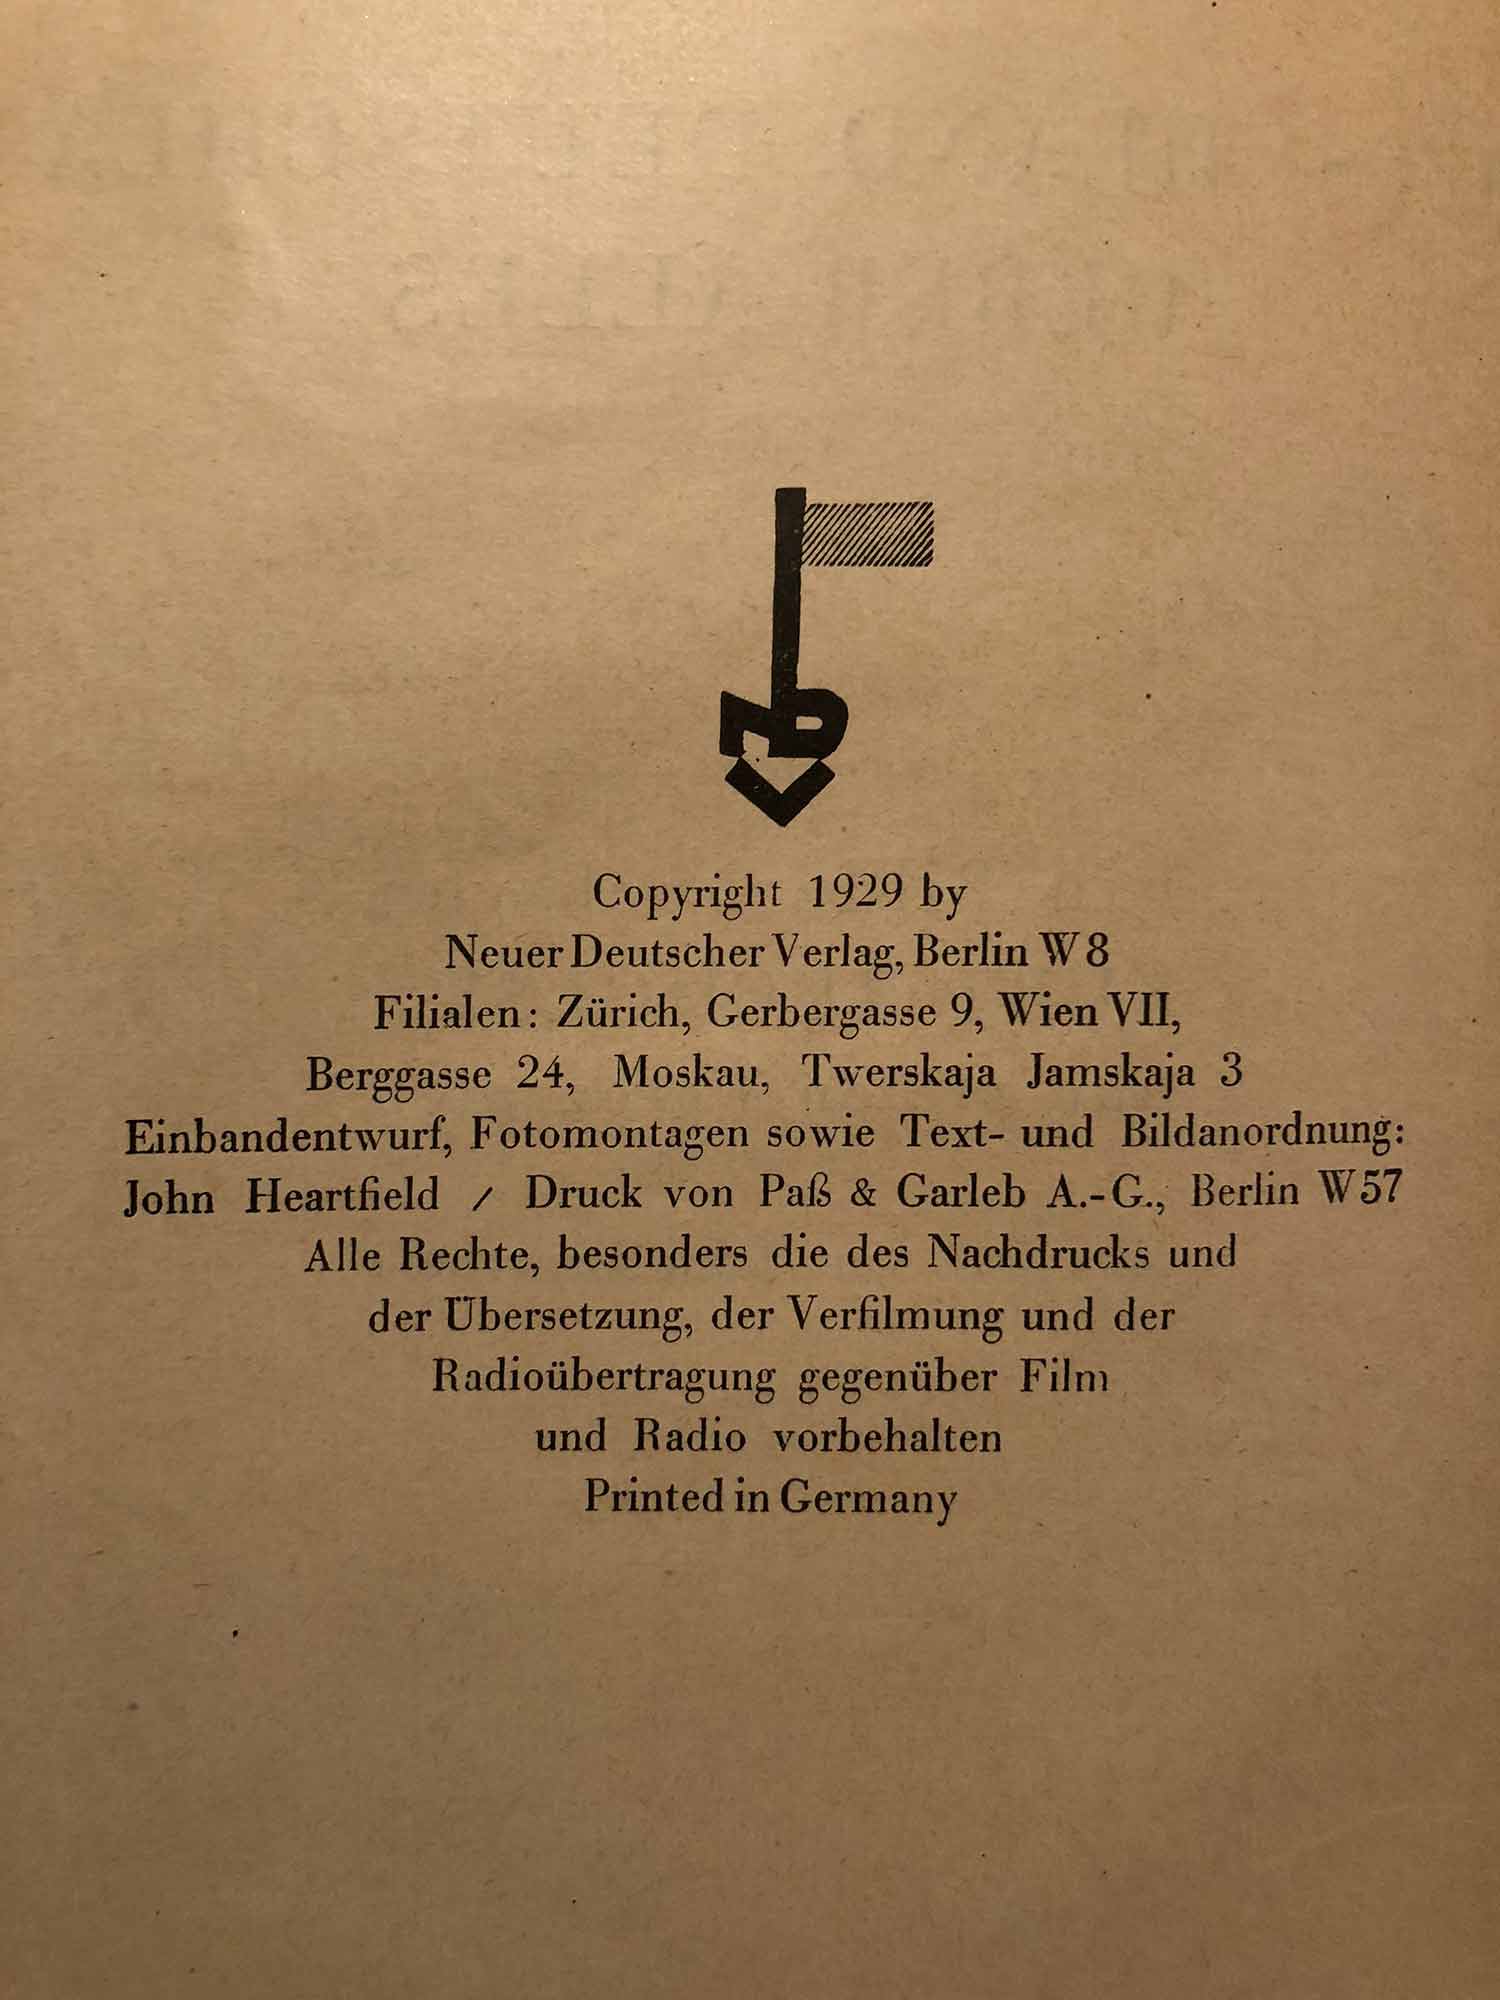 Copyright 1929 by
Neuer Deutscher Verlag, Berlin W 8
Filialen: Zürich, Gerbergasse 9, Wien VII,
Berggasse 24, Moskau, Twerskaja Jamskaja 3
Einbandentwurf, Fotomontagen sowie Text- und Bildanordnung:
John Heartfield / Druck von Paß & Garleb A.-G., Berlin W 57
Alle Rechte, besonders die des Nachdrucks und
der Übersetzung, der Verfilmung und der
Radioübertragung gegenüber Film
und Radio vorbehalten
Printed in Germany